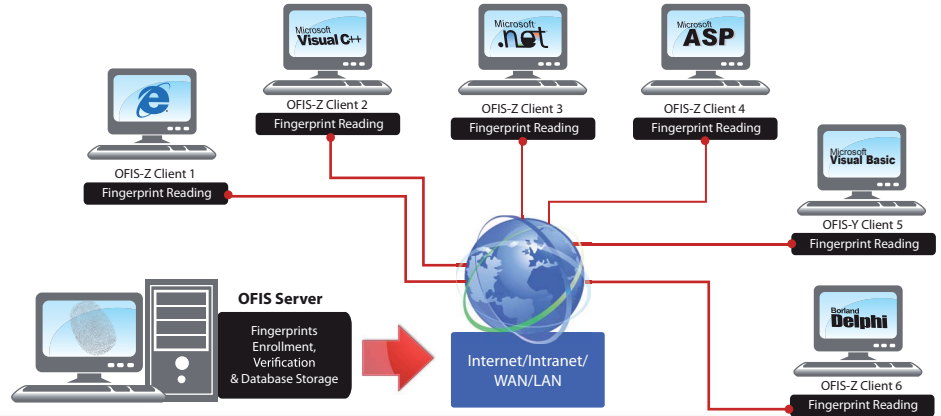 Microsoft
Visual C++
OFIS-Z Client 2
Fingerprint Reading
Microsoft
.net
OFIS-Z Client 3
Fingerprint Reading
Microsoft
ASP
OFIS-Z Client 4
Fingerprint Reading
e
OFIS-Z Client 1
Fingerprint Reading
Microsoft
Visual Basic
OFIS-Y Client 5
Fingerprint Reading
OFIS Server
Fingerprints
Enrollment,
Verification
& Database Storage
Internet/Intranet/
WAN/LAN
Borland
Delphi
OFIS-Z Client 6
Fingerprint Reading